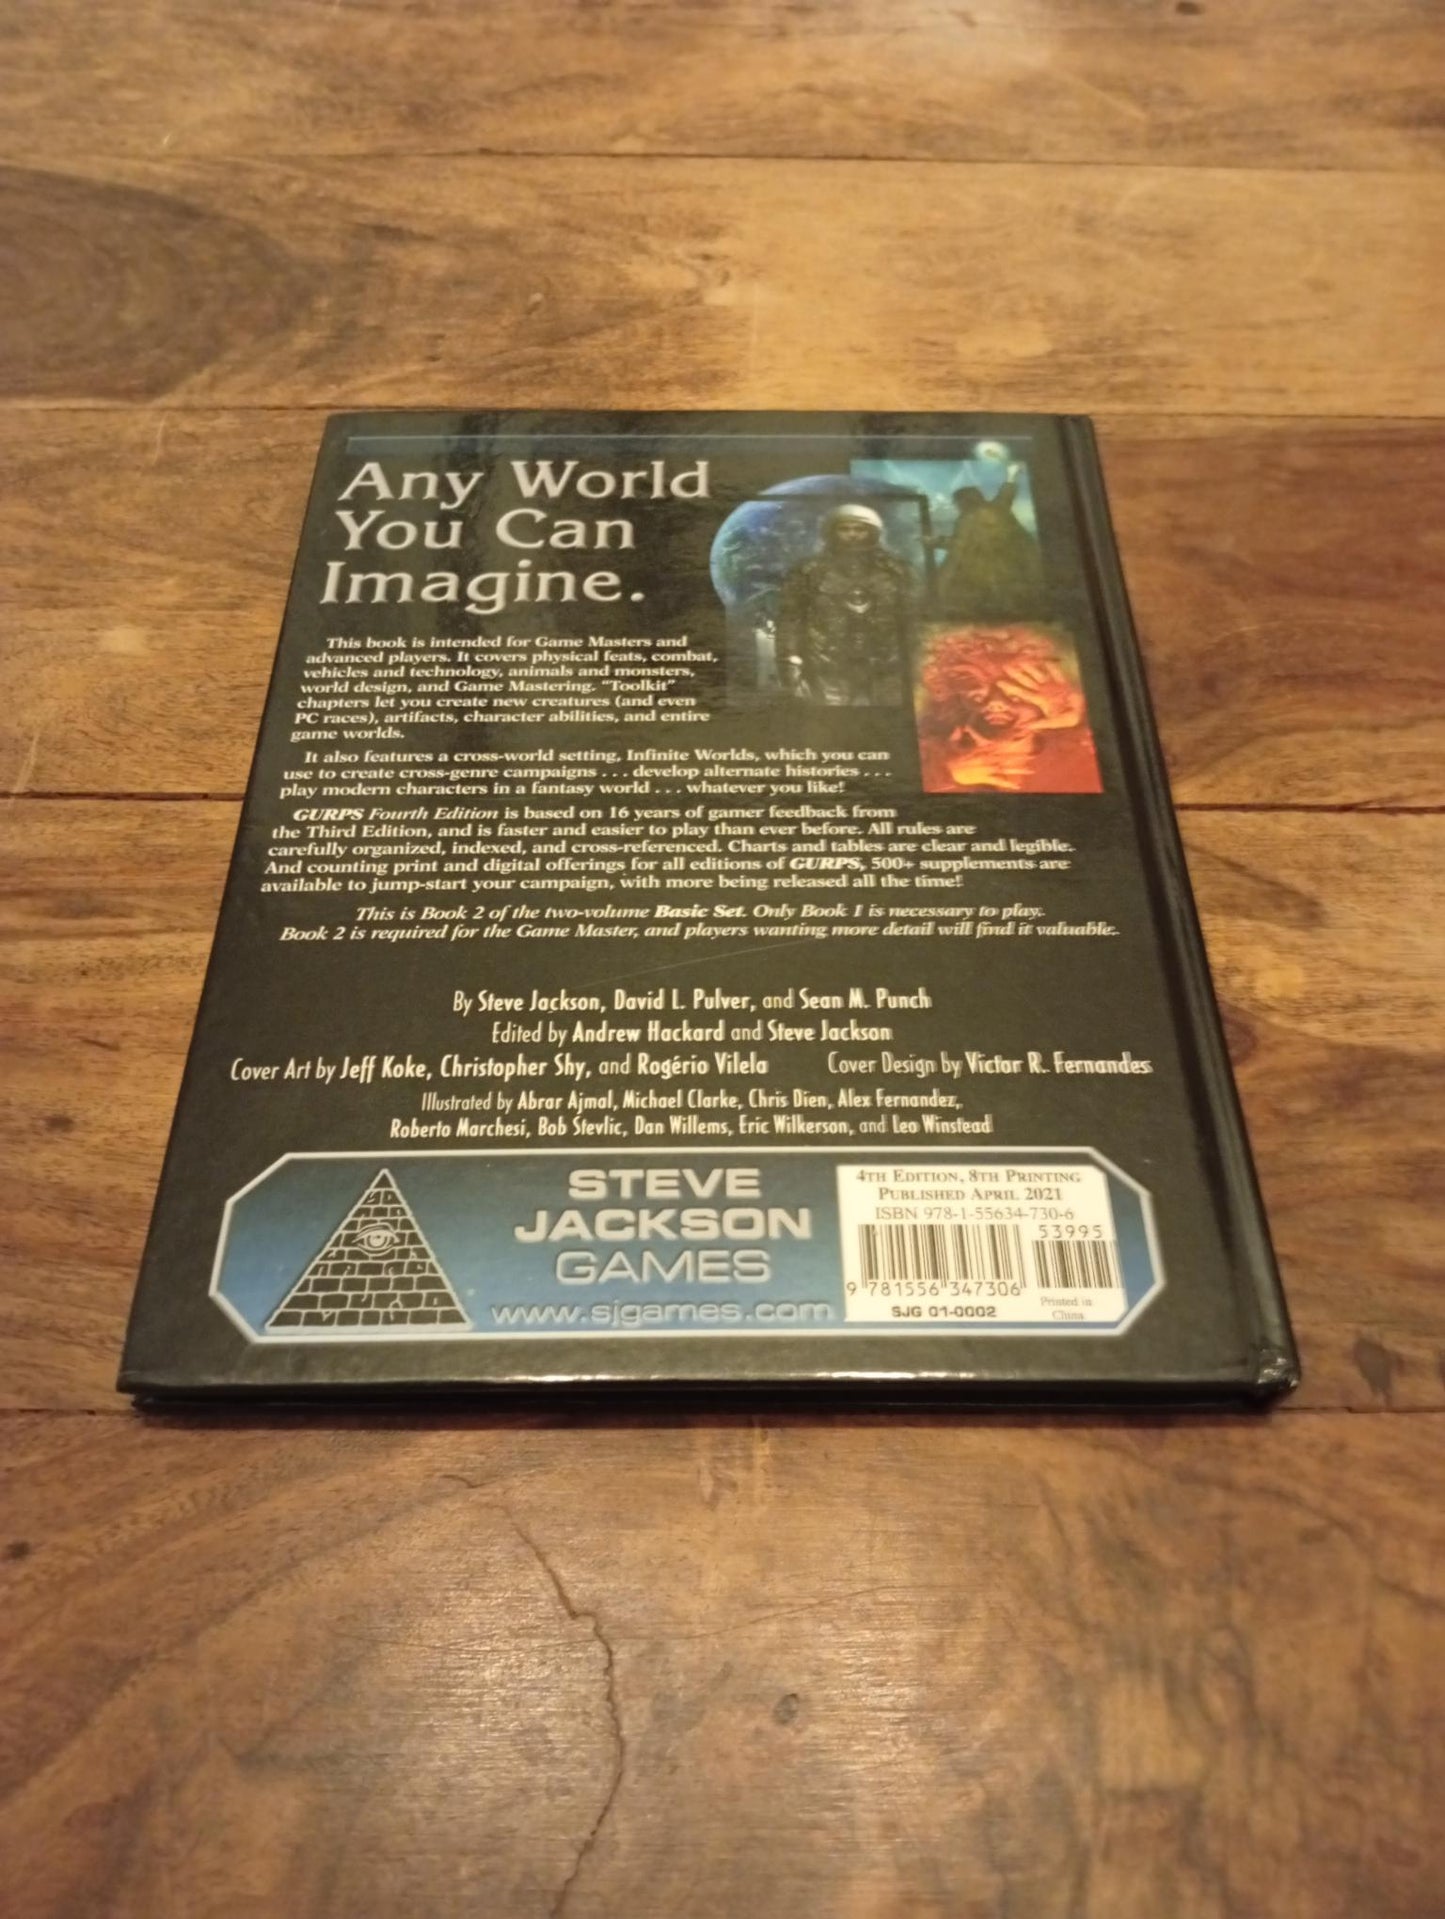 Any World
You Can
Imagine.
This book is intended for Game Masters and
advanced players. It covers physical feats, combat,
vehicles and technology, animals and monsters,
world design, and Game Mastering. "Toolkit"
chapters let you create new creatures (and even
PC races), artifacts, character abilities, and entire
game worlds.
It also features a cross-world setting, Infinite Worlds, which you can
use to create cross-genre campaigns . . . develop alternate histories . . .
play modern characters in a fantasy world . . . whatever you like!
GURPS Fourth Edition is based on 16 years of gamer feedback from
the Third Edition, and is faster and easier to play than ever before. All rules are
carefully organized, indexed, and cross-referenced. Charts and tables are clear and legible.
And counting print and digital offerings for all editions of GURPS, 500+ supplements are
available to jump-start your campaign, with more being released all the time!
This is Book 2 of the two-volume Basic Set. Only Book 1 is necessary to play.
Book 2 is required for the Game Master, and players wanting more detail will find it valuable.
By Steve Jackson, David L. Pulver, and Sean M. Punch
Edited by Andrew Hackard and Steve Jackson
Cover Art by Jeff Koke, Christopher Shy, and Rogério Vilela Cover Design by Victor R. Fernandes
Illustrated by Abrar Ajmal, Michael Clarke, Chris Dien, Alex Fernandez,
Roberto Marchesi, Bob Stevlic, Dan Willems, Eric Wilkerson, and Leo Winstead
STEVE
JACKSON
GAMES
www.sjgames.com
4TH EDITION, 8TH PRINTING
PUBLISHED APRIL 2021
ISBN 978-1-55634-730-6
53995
9 781556 347306
SJG 01-0002
Printed in
China